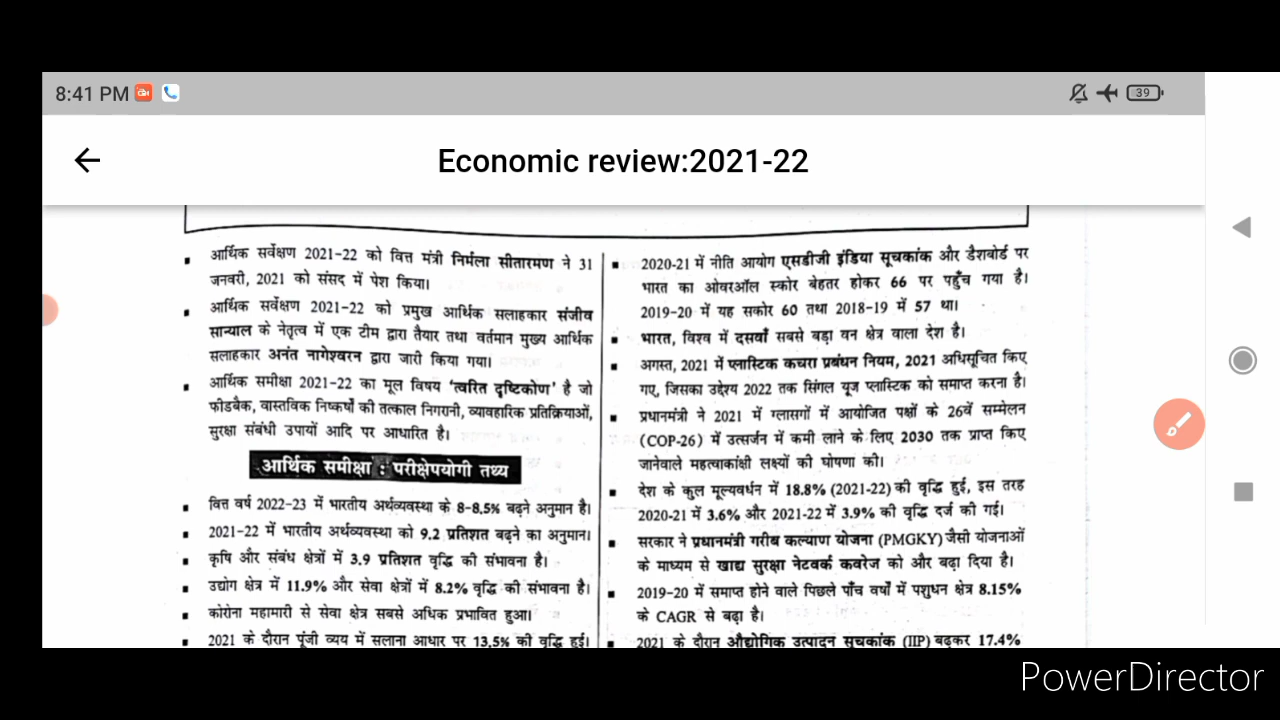 8:41 PM
39
Economic review:2021-22
आर्थिक सर्वेक्षण 2021-22 को वित्त मंत्री निर्मला सीतारमण ने 31
जनवरी, 2021 को संसद में पेश किया।
आर्थिक सर्वेक्षण 2021-22 को प्रमुख आर्थिक सलाहकार संजीव
सान्याल के नेतृत्व में एक टीम द्वारा तैयार तथा वर्तमान मुख्य आर्थिक
सलाहकार अनंत नागेश्वरन द्वारा जारी किया गया।
आर्थिक समीक्षा 2021-22 का मूल विषय 'त्वरित दृष्टिकोण' है जो
फीडबैक, वास्तविक निष्कर्षों की तत्काल निगरानी, व्यावहारिक प्रतिक्रियाओं,
सुरक्षा संबंधी उपायों आदि पर आधारित है।
आर्थिक समीक्षा : परीक्षेपयोगी तथ्य
वित्त वर्ष 2022-23 में भारतीय अर्थव्यवस्था के 8-8.5% बढ़ने अनुमान है।
2021-22 में भारतीय अर्थव्यवस्था को 9.2 प्रतिशत बढ़ने का अनुमान।
कृषि और संबंध क्षेत्रों में 3.9 प्रतिशत वृद्धि की संभावना है।
उद्योग क्षेत्र में 11.9% और सेवा क्षेत्रों में 8.2% वृद्धि की संभावना है।
कोरोना महामारी से सेवा क्षेत्र सबसे अधिक प्रभावित हुआ।
2021 के दौरान पूंजी व्यय में सलाना आधार पर 13.5% की वृद्धि हुई।
2020-21 में नीति आयोग एसडीजी इंडिया सूचकांक और डैशबोर्ड पर
भारत का ओवरऑल स्कोर बेहतर होकर 66 पर पहुँच गया है।
2019-20 में यह सकोर 60 तथा 2018-19 में 57 था।
भारत, विश्व में दसवाँ सबसे बड़ा वन क्षेत्र वाला देश है।
अगस्त, 2021 में प्लास्टिक कचरा प्रबंधन नियम, 2021 अधिसूचित किए
गए, जिसका उद्देश्य 2022 तक सिंगल यूज प्लास्टिक को समाप्त करना है।
प्रधानमंत्री ने 2021 में ग्लासगों में आयोजित पक्षों के 26वें सम्मेलन
(COP-26) में उत्सर्जन में कमी लाने के लिए 2030 तक प्राप्त किए
जानेवाले महत्वाकांक्षी लक्ष्यों की घोषणा की।
देश के कुल मूल्यवर्धन में 18.8% (2021-22) की वृद्धि हुई, इस तरह
2020-21 में 3.6% और 2021-22 में 3.9% की वृद्धि दर्ज की गई।
सरकार ने प्रधानमंत्री गरीब कल्याण योजना (PMGKY) जैसी योजनाओं
के माध्यम से खाद्य सुरक्षा नेटवर्क कवरेज को और बढ़ा दिया है।
2019-20 में समाप्त होने वाले पिछले पाँच वर्षों में पशुधन क्षेत्र 8.15%
के CAGR से बढ़ा है।
2021 के दौरान औद्योगिक उत्पादन सूचकांक (IIP) बढ़कर 17.4%
PowerDirector